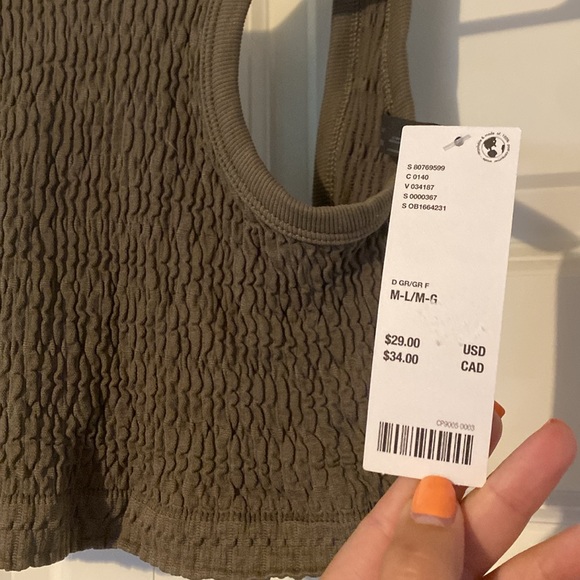 S 80769599
C 0140
V 034187
S 0000367
S OB1664231
D GR/GR F
M-L/M-G
$29.00 USD
$34.00 CAD
CP9005 0003